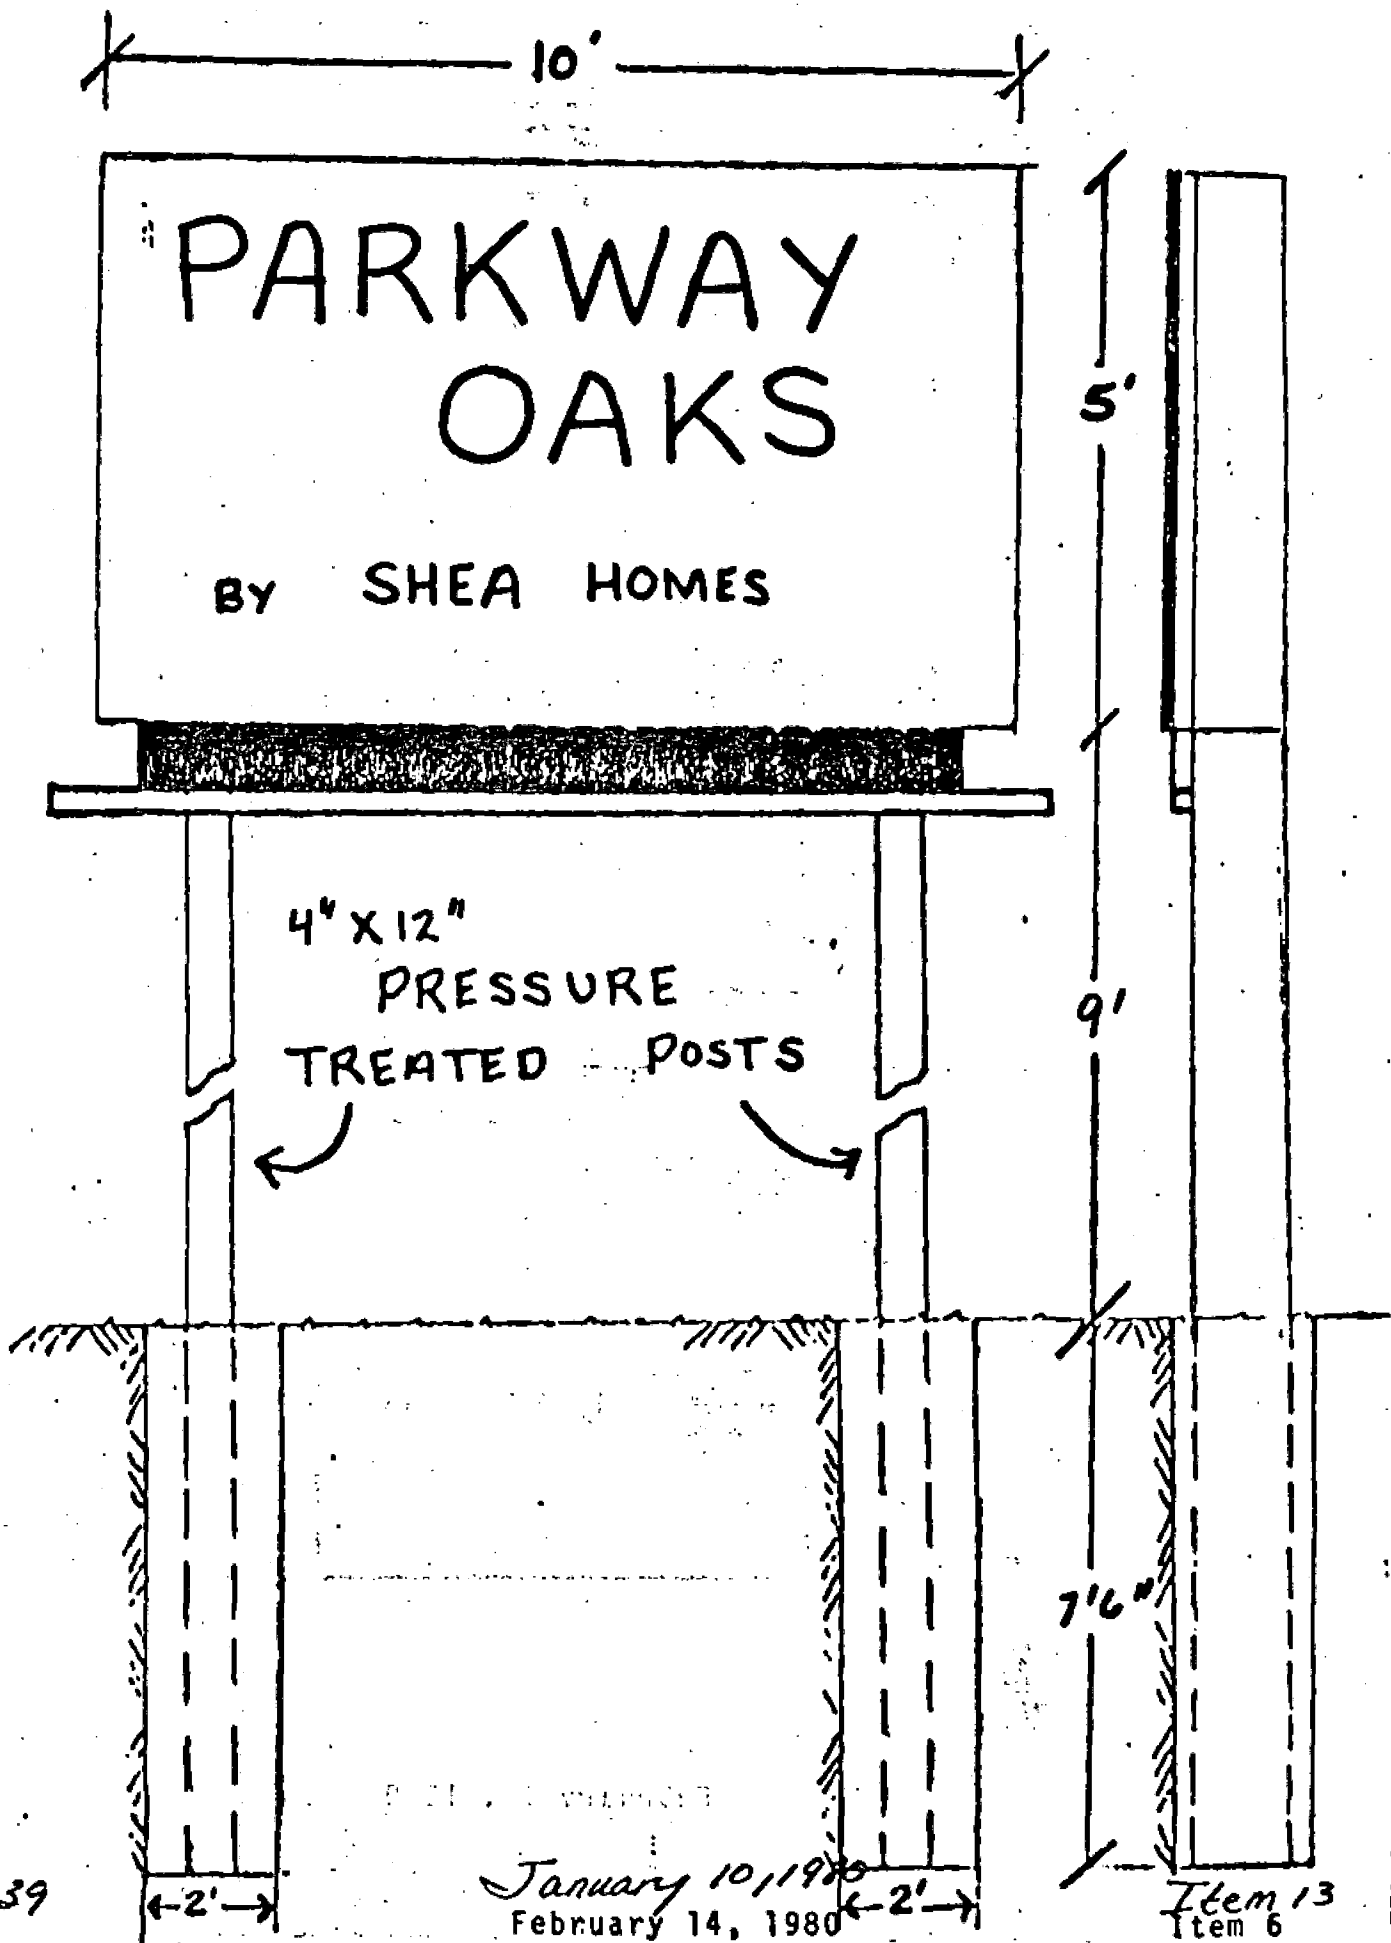 10'
PARKWAY
OAKS
BY SHEA HOMES
5'
4" X 12"
PRESSURE
TREATED POSTS
9'
7'6"
39
2'
January 10, 1980
February 14, 1980
2'
Item 13
Item 6